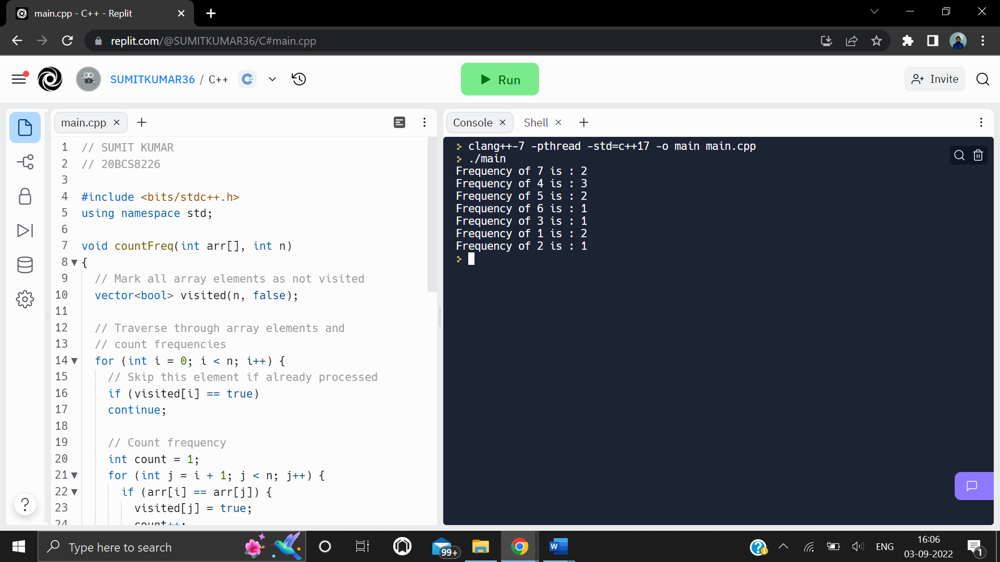 main.cpp - C++ - Replit
replit.com/@SUMITKUMAR36/C#main.cpp
SUMITKUMAR36 / C++
Run
Invite
main.cpp
1 // SUMIT KUMAR
2 // 20BCS8226
3
4 #include <bits/stdc++.h>
5 using namespace std;
6
7 void countFreq(int arr[], int n)
8 {
9 // Mark all array elements as not visited
10 vector<bool> visited(n, false);
11
12 // Traverse through array elements and
13 // count frequencies
14 for (int i = 0; i < n; i++) {
15 // Skip this element if already processed
16 if (visited[i] == true)
17 continue;
18
19 // Count frequency
20 int count = 1;
21 for (int j = i + 1; j < n; j++) {
22 if (arr[i] == arr[j]) {
23 visited[j] = true;
24 count++;
Console
Shell
clang++-7 -pthread -std=c++17 -o main main.cpp
./main
Frequency of 7 is : 2
Frequency of 4 is : 3
Frequency of 5 is : 2
Frequency of 6 is : 1
Frequency of 3 is : 1
Frequency of 1 is : 2
Frequency of 2 is : 1
?
Type here to search
99+
W
ENG
16:06
03-09-2022
1